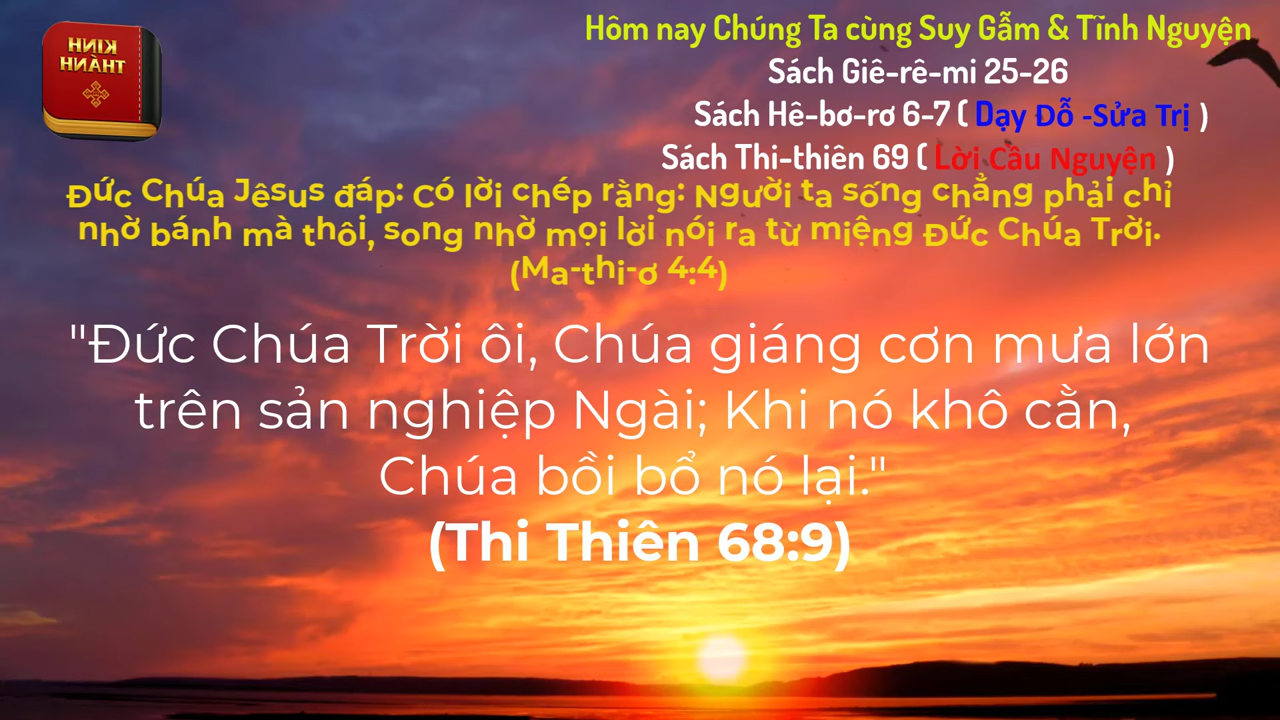 KINH
THÁNH
Hôm nay Chúng Ta cùng Suy Gẫm & Tĩnh Nguyện
Sách Giê-rê-mi 25-26
Sách Hê-bơ-rơ 6-7 ( Dạy Đỗ -Sửa Trị )
Sách Thi-thiên 69 ( Lời Cầu Nguyện )
Đức Chúa Jêsus đáp: Có lời chép rằng: Người ta sống chẳng phải chỉ
nhờ bánh mà thôi, song nhờ mọi lời nói ra từ miệng Đức Chúa Trời.
(Ma-thi-ơ 4:4)
"Đức Chúa Trời ôi, Chúa giáng cơn mưa lớn
trên sản nghiệp Ngài; Khi nó khô cằn,
Chúa bồi bổ nó lại."
(Thi Thiên 68:9)